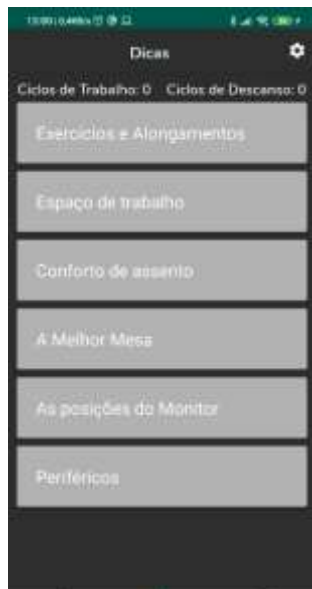 Dicas
Ciclos de Trabalho: 0 Ciclos de Descanso: 0
Exercícios e Alongamentos
Espaço de trabalho
Conforto de assento
A Melhor Mesa
As posições do Monitor
Periféricos